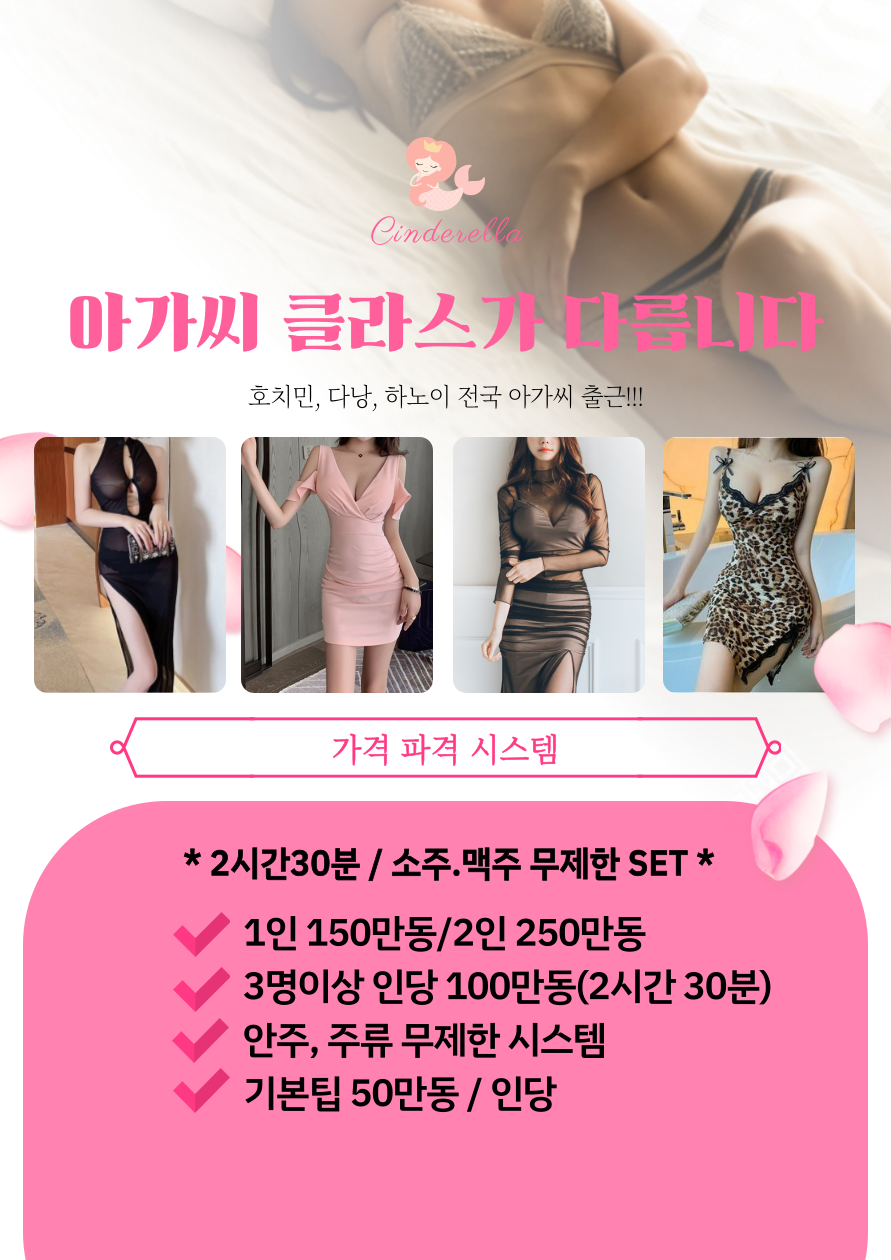 Cinderella
아가씨 클라스가 다릅니다
호치민, 다낭, 하노이 전국 아가씨 출근!!!
가격 파격 시스템
* 2시간30분 / 소주.맥주 무제한 SET *
1인 150만동/2인 250만동
3명이상 인당 100만동(2시간 30분)
안주, 주류 무제한 시스템
기본팁 50만동 / 인당